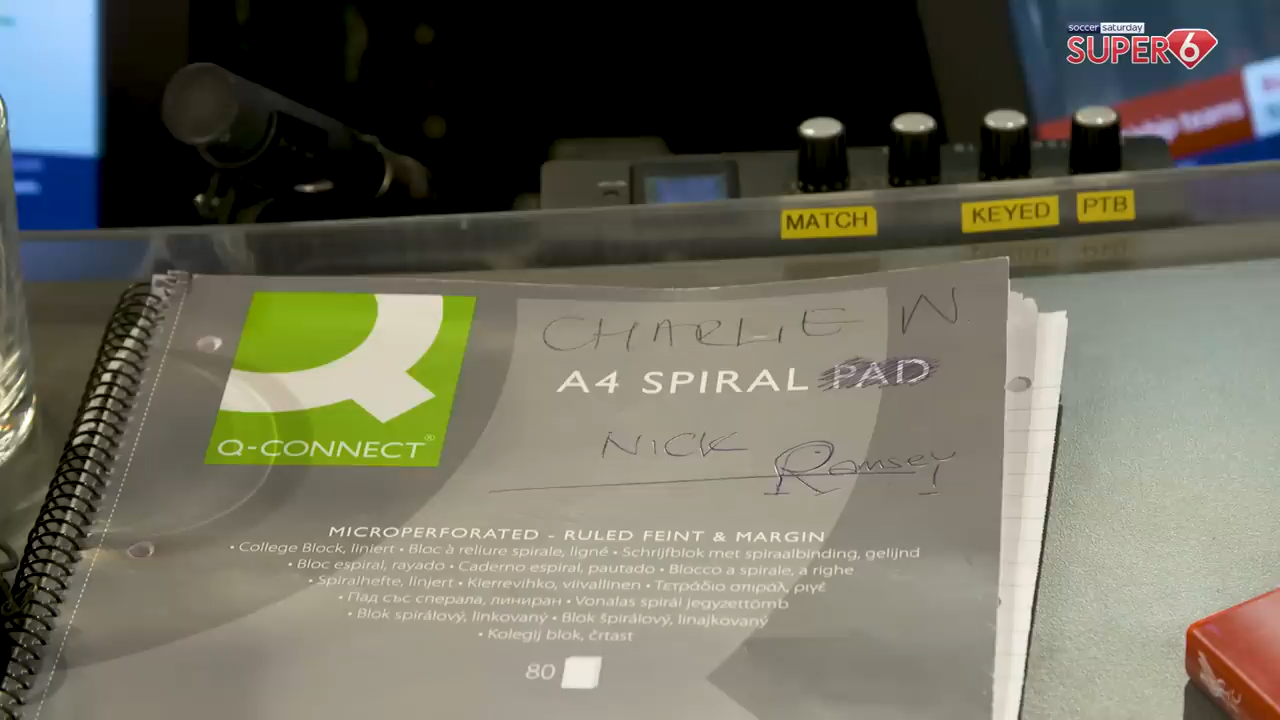 soccer saturday
SUPER 6
MATCH
KEYED
PTB
CHARLIE N.
A4 SPIRAL PAD
NICK
Ramsey
Q-CONNECT®
MICROPERFORATED - RULED FEINT & MARGIN
• College Block, liniert • Bloc à reliure spirale, ligné • Schrijfblok met spiraalbinding, gelijnd
• Bloc espiral, rayado • Caderno espiral, pautado • Blocco a spirale, a righe
• Spiralhefte, linjert • Kierrevihko, viivallinen • Τετράδιο σπιράλ, ριγέ
• Пад със сперала, линиран • Vonalas spirál jegyzettömb
• Blok spirálový, linkovaný • Blok špirálový, linajkovaný
• Kolegij blok, črtast
80